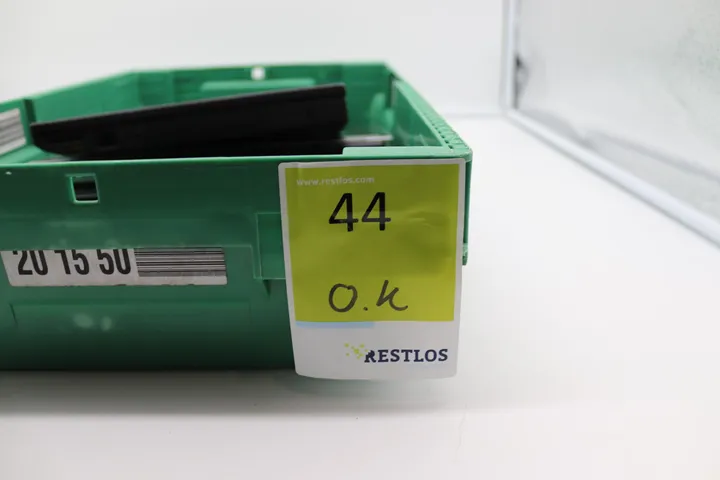 www.restlos.com
44
O.K
20 15 50
RESTLOS